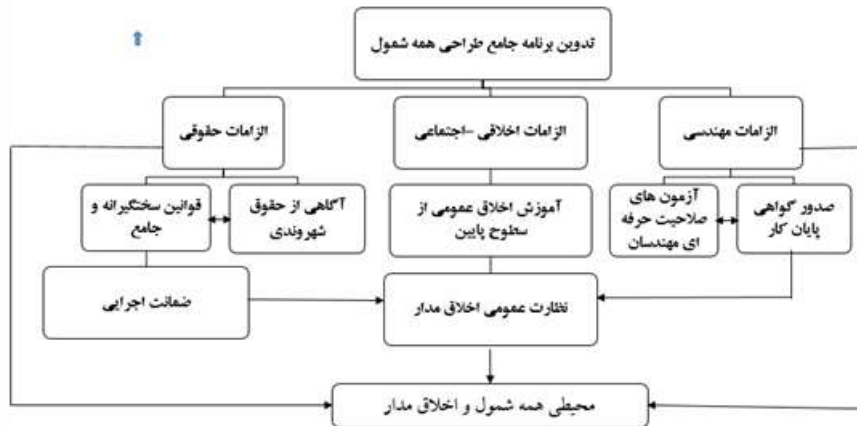 تدوین برنامه جامع طراحی همه شمول
الزامات مهندسی
الزامات اخلاقی –اجتماعی
الزامات حقوقی
صدور گواهی
پایان کار
آزمون های
صلاحیت حرفه
ای مهندسان
آموزش اخلاق عمومی از
سطوح پایین
آگاهی از حقوق
شهروندی
قوانین سختگیرانه و
جامع
نظارت عمومی اخلاق مدار
ضمانت اجرایی
محیطی همه شمول و اخلاق مدار